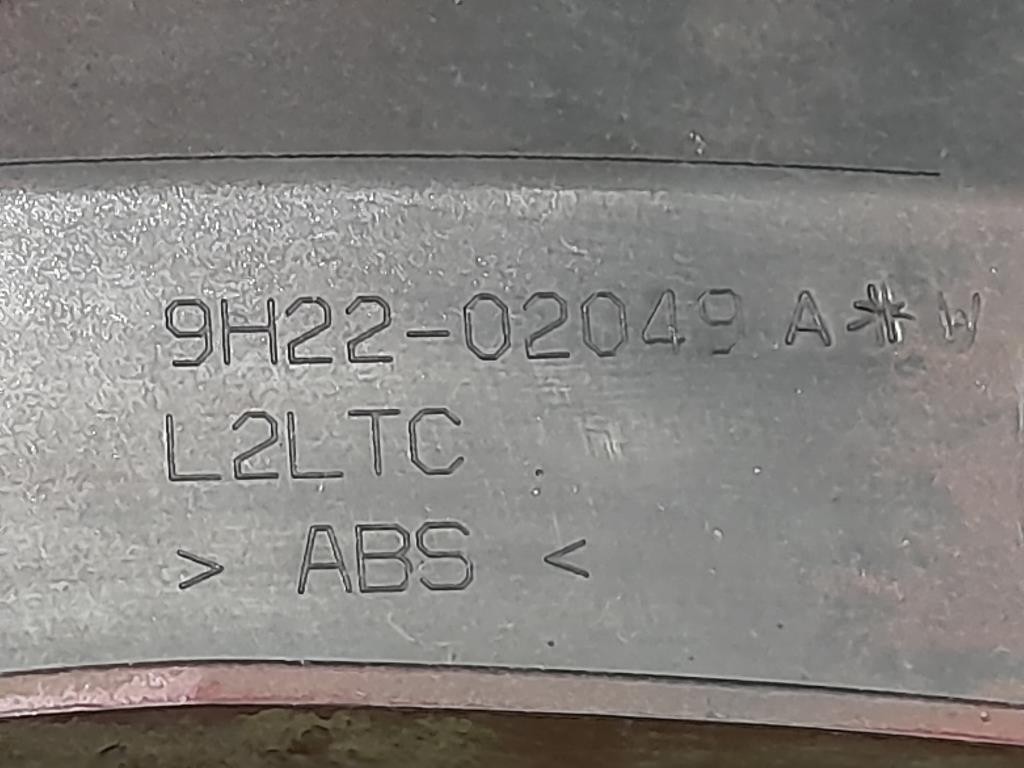 9H22-02049 A * W
L2LTC
> ABS <